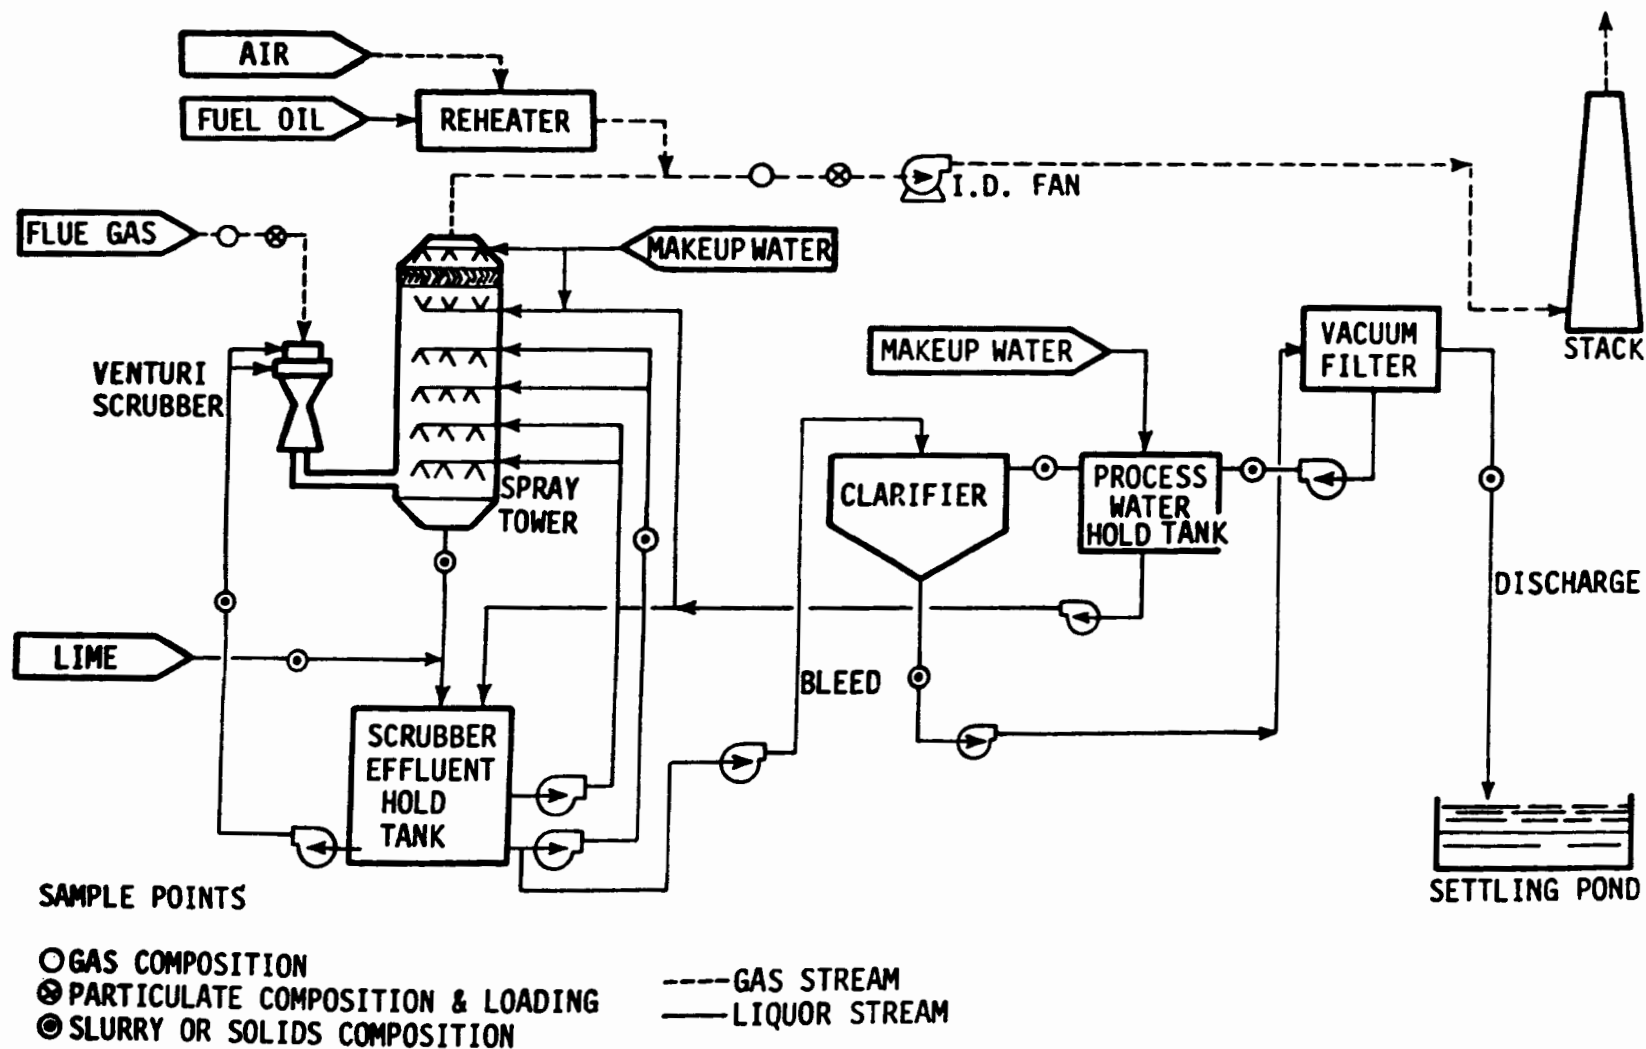 AIR
FUEL OIL
REHEATER
I.D. FAN
FLUE GAS
MAKEUP WATER
VENTURI
SCRUBBER
MAKEUP WATER
VACUUM
FILTER
STACK
SPRAY
TOWER
CLARIFIER
PROCESS
WATER
HOLD TANK
DISCHARGE
LIME
BLEED
SCRUBBER
EFFLUENT
HOLD
TANK
SETTLING POND
SAMPLE POINTS
GAS COMPOSITION
PARTICULATE COMPOSITION & LOADING
SLURRY OR SOLIDS COMPOSITION
GAS STREAM
LIQUOR STREAM